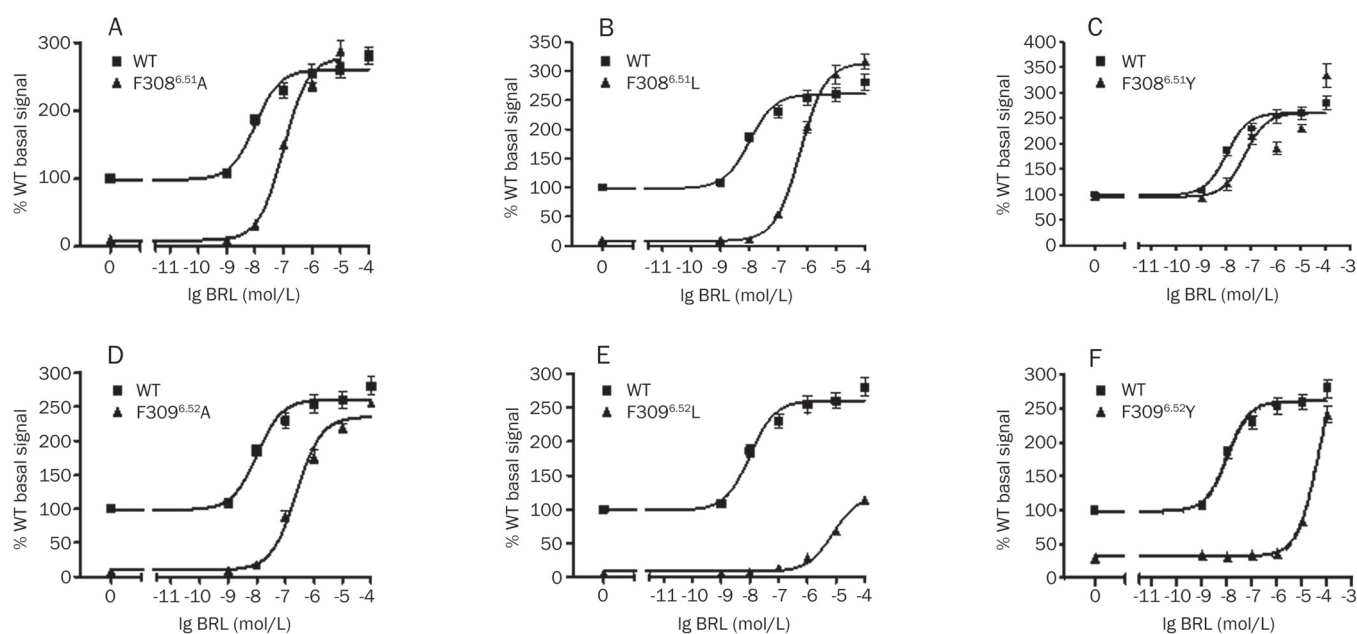 A
WT
F308^6.51A
% WT basal signal
300
200
100
0
0 -11 -10 -9 -8 -7 -6 -5 -4
lg BRL (mol/L)
B
WT
F308^6.51L
% WT basal signal
350
300
250
200
150
100
50
0
0 -11 -10 -9 -8 -7 -6 -5 -4
lg BRL (mol/L)
C
WT
F308^6.51Y
% WT basal signal
400
350
300
250
200
150
100
50
0
0 -11 -10 -9 -8 -7 -6 -5 -4 -3
lg BRL (mol/L)
D
WT
F309^6.52A
% WT basal signal
300
250
200
150
100
50
0
0 -11 -10 -9 -8 -7 -6 -5 -4
lg BRL (mol/L)
E
WT
F309^6.52L
% WT basal signal
300
250
200
150
100
50
0
0 -11 -10 -9 -8 -7 -6 -5 -4
lg BRL (mol/L)
F
WT
F309^6.52Y
% WT basal signal
300
250
200
150
100
50
0
0 -11 -10 -9 -8 -7 -6 -5 -4 -3
lg BRL (mol/L)